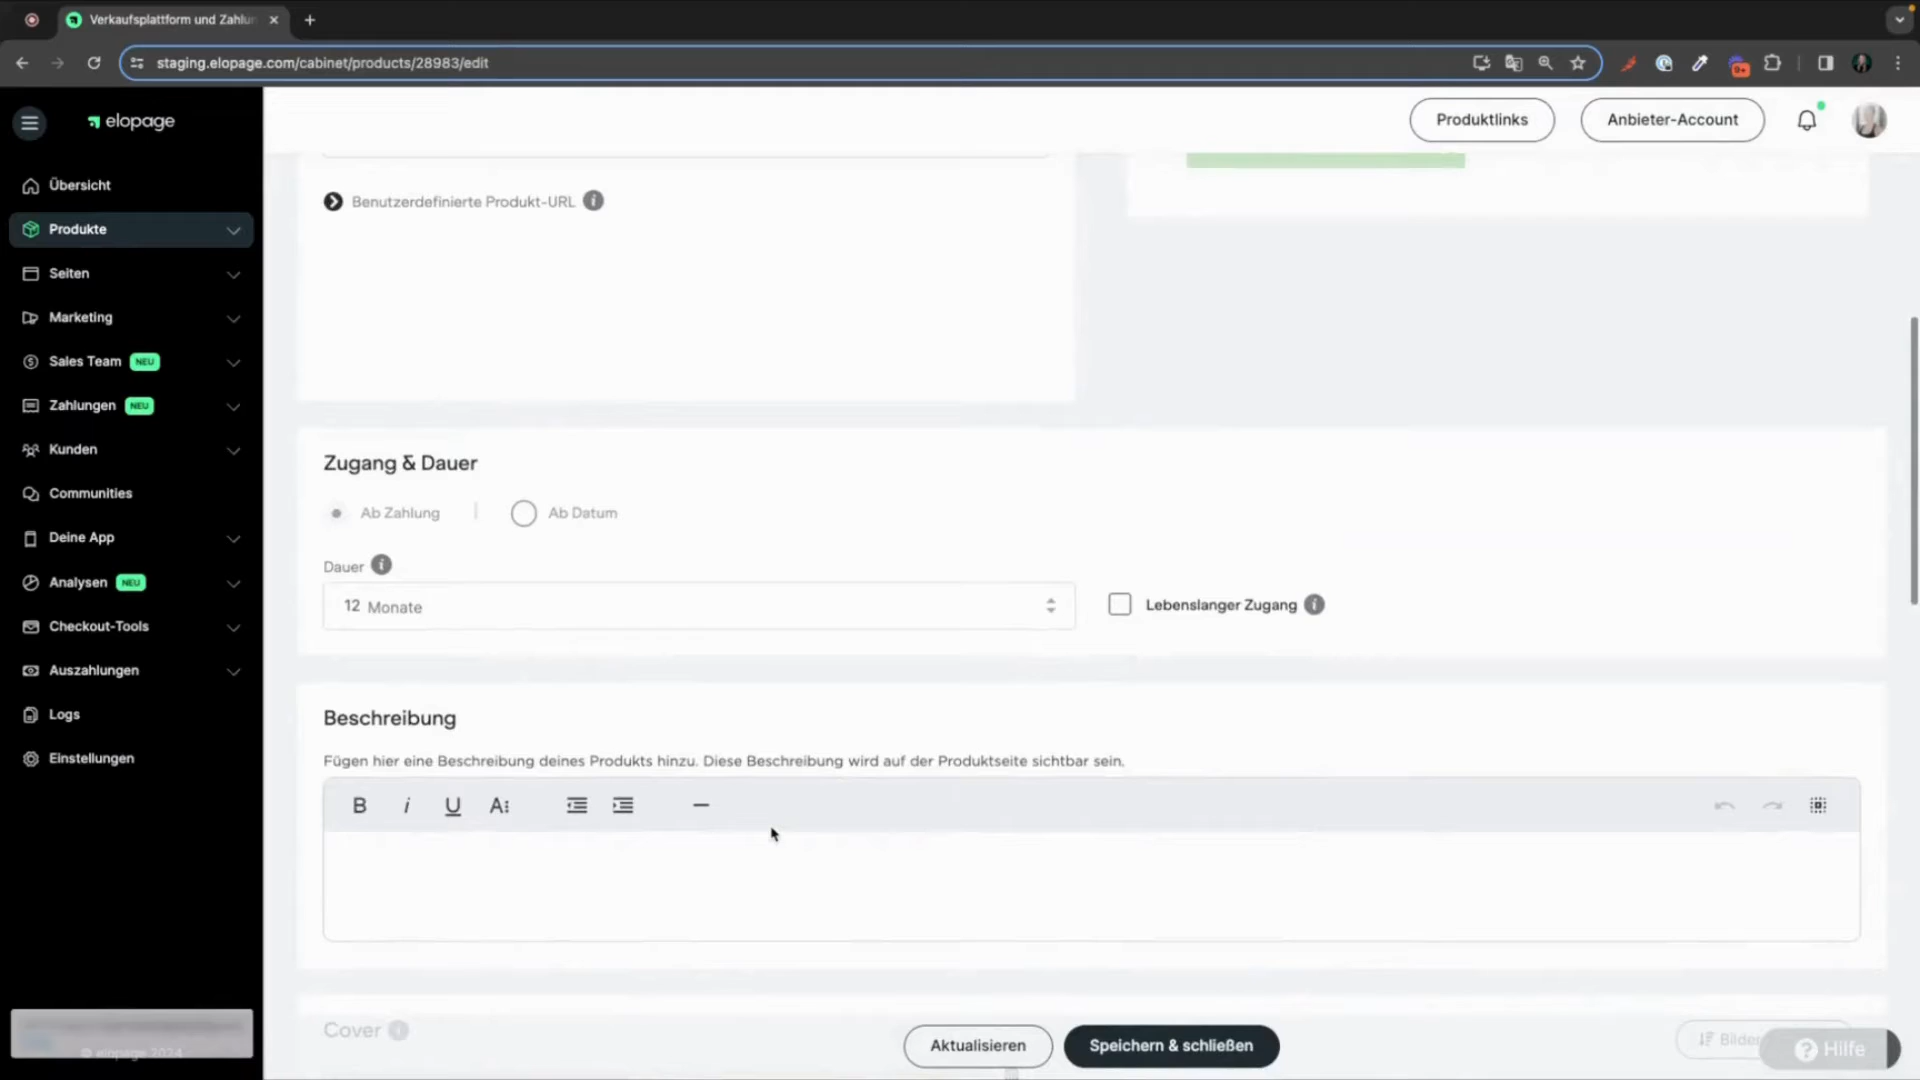 Verkaufsplattform und Zahlun
staging.elopage.com/cabinet/products/28983/edit
elopage
Produktlinks
Anbieter-Account
Übersicht
Produkte
Seiten
Marketing
Sales Team NEU
Zahlungen NEU
Kunden
Communities
Deine App
Analysen NEU
Checkout-Tools
Auszahlungen
Logs
Einstellungen
© elopage 2024
Benutzerdefinierte Produkt-URL
Zugang & Dauer
Ab Zahlung
Ab Datum
Dauer
12 Monate
Lebenslanger Zugang
Beschreibung
Fügen hier eine Beschreibung deines Produkts hinzu. Diese Beschreibung wird auf der Produktseite sichtbar sein.
B i U A
Cover
Aktualisieren
Speichern & schließen
Bilder
Hilfe